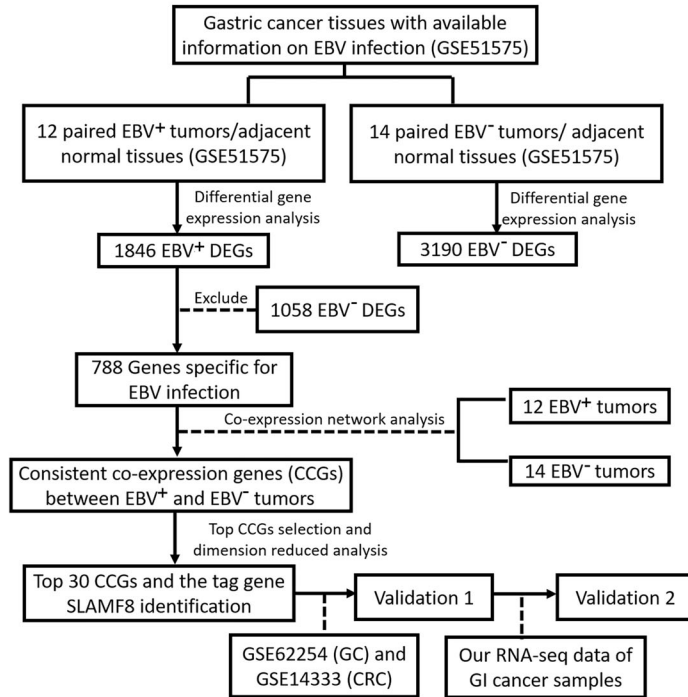 Gastric cancer tissues with available
information on EBV infection (GSE51575)
12 paired EBV⁺ tumors/adjacent
normal tissues (GSE51575)
14 paired EBV⁻ tumors/ adjacent
normal tissues (GSE51575)
Differential gene
expression analysis
Differential gene
expression analysis
1846 EBV⁺ DEGs
3190 EBV⁻ DEGs
Exclude
1058 EBV⁻ DEGs
788 Genes specific for
EBV infection
Co-expression network analysis
12 EBV⁺ tumors
14 EBV⁻ tumors
Consistent co-expression genes (CCGs)
between EBV⁺ and EBV⁻ tumors
Top CCGs selection and
dimension reduced analysis
Top 30 CCGs and the tag gene
SLAMF8 identification
Validation 1
Validation 2
GSE62254 (GC) and
GSE14333 (CRC)
Our RNA-seq data of
GI cancer samples